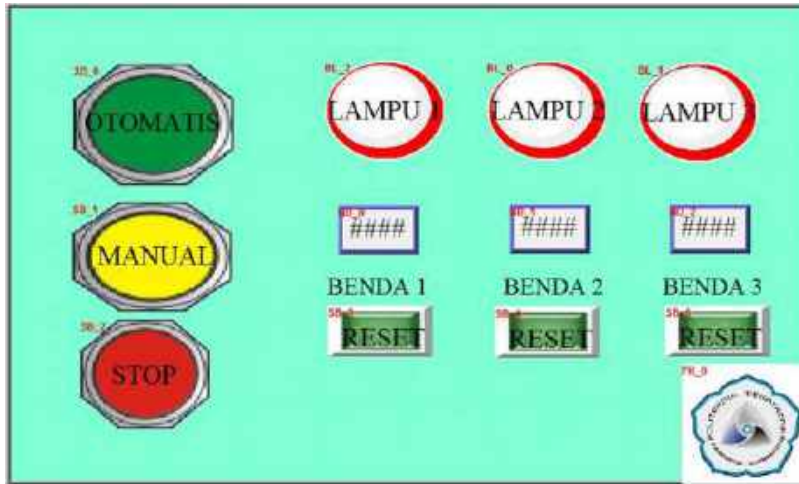 OTOMATIS
LAMPU 1
LAMPU 2
LAMPU 3
MANUAL
####
####
####
BENDA 1
BENDA 2
BENDA 3
STOP
RESET
RESET
RESET